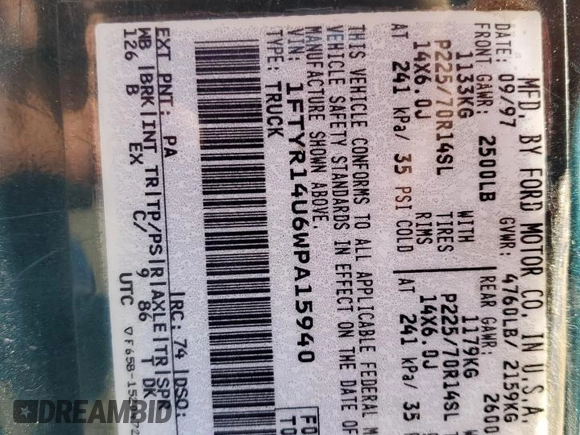 MFD. BY FORD MOTOR CO. IN U.S.A.
DATE: 09/97 GVWR: 4760LB/ 2159KG
FRONT GAWR: 2500LB REAR GAWR: 2600
1133KG WITH 1179KG
P225/70R14SL TIRES P225/70R14SL
14X6.0J RIMS 14X6.0J
AT 241 kPa/ 35 PSI COLD AT 241 kPa/ 35
THIS VEHICLE CONFORMS TO ALL APPLICABLE FEDERAL
VEHICLE SAFETY STANDARDS IN EFFECT ON THE
MANUFACTURE SHOWN ABOVE.
VIN: 1FTYR14U6WPA15940
TYPE: TRUCK
EXT PNT: PA RC: 74 DSO:
WB BRK INT TR TP/PS R AXLE TR SPR
126 B EX C/ 9 86 T DK
UTC
DREAMBID